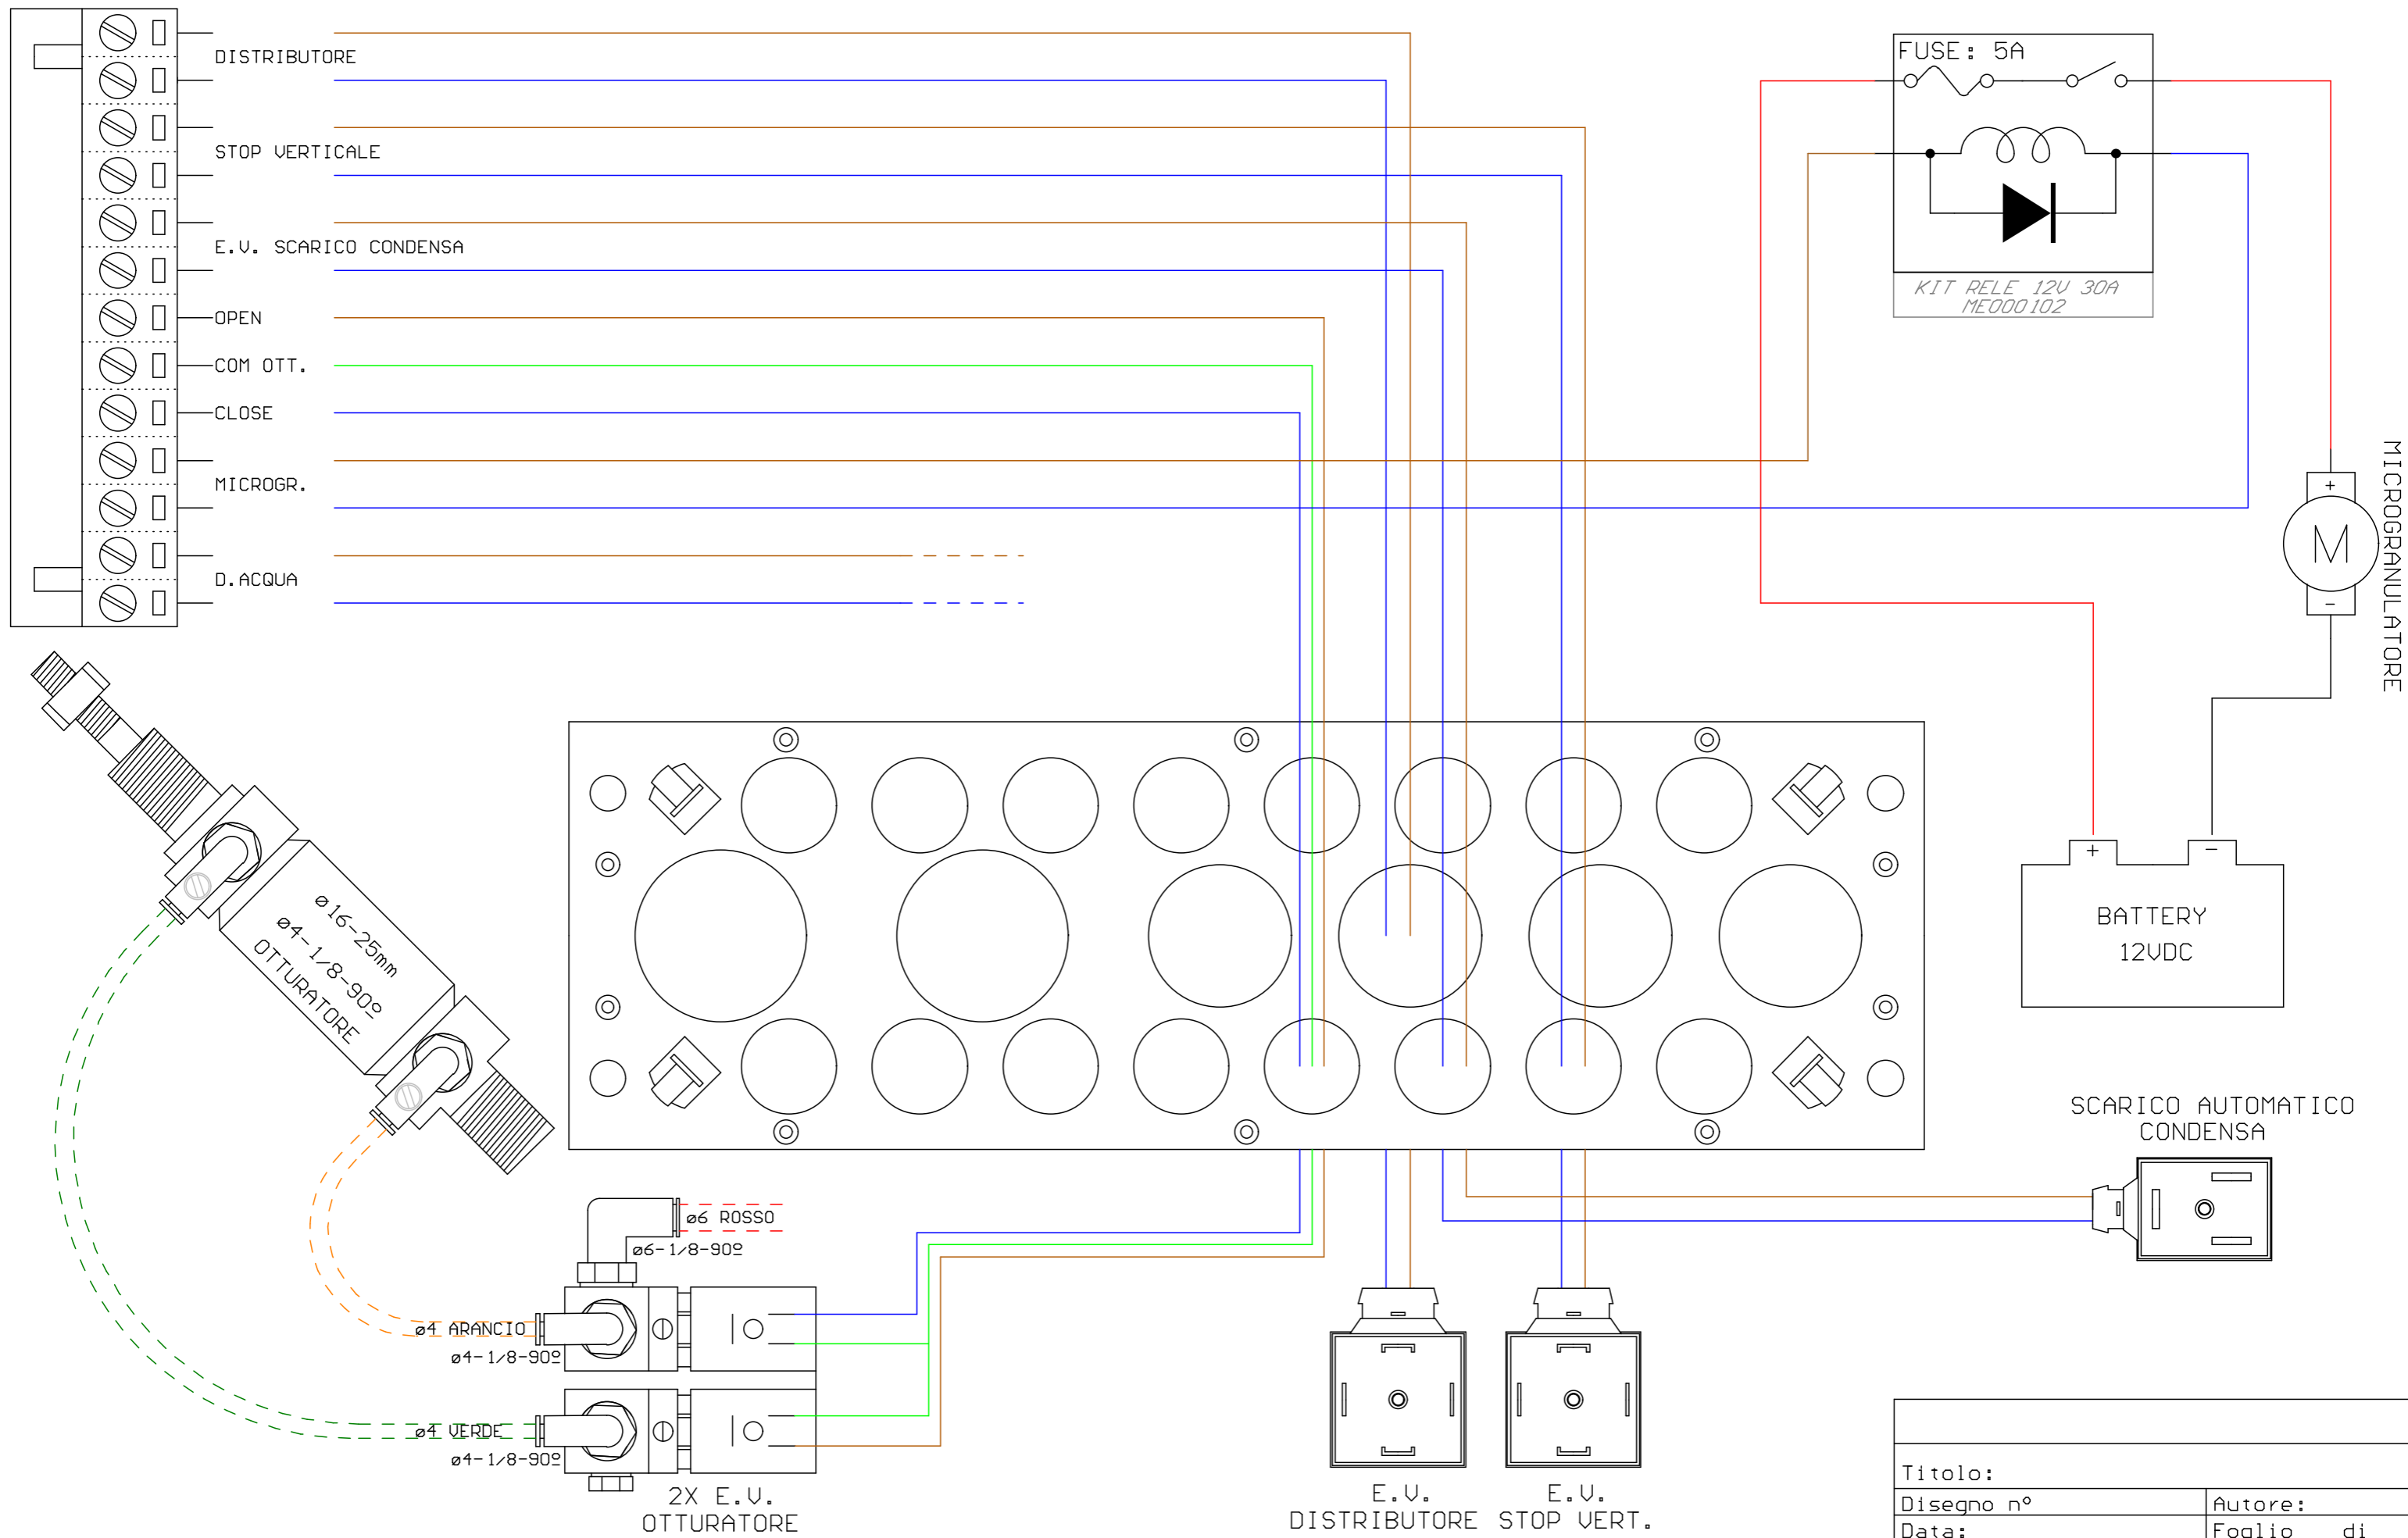 DISTRIBUTORE
STOP VERTICALE
E.V. SCARICO CONDENSA
OPEN
COM OTT.
CLOSE
MICROGR.
D.ACQUA
FUSE: 5A
KIT RELE 12V 30A
ME000102
+
M
-
MICROGRANULATORE
+
-
BATTERY
12VDC
ø16-25mm
ø4-1/8-90º
OTTURATORE
SCARICO AUTOMATICO
CONDENSA
ø6 ROSSO
ø6-1/8-90º
ø4 ARANCIO
ø4-1/8-90º
ø4 VERDE
ø4-1/8-90º
2X E.V.
OTTURATORE
E.V.
DISTRIBUTORE
E.V.
STOP VERT.
Titolo:
Disegno nº
Autore:
Data:
Foglio di